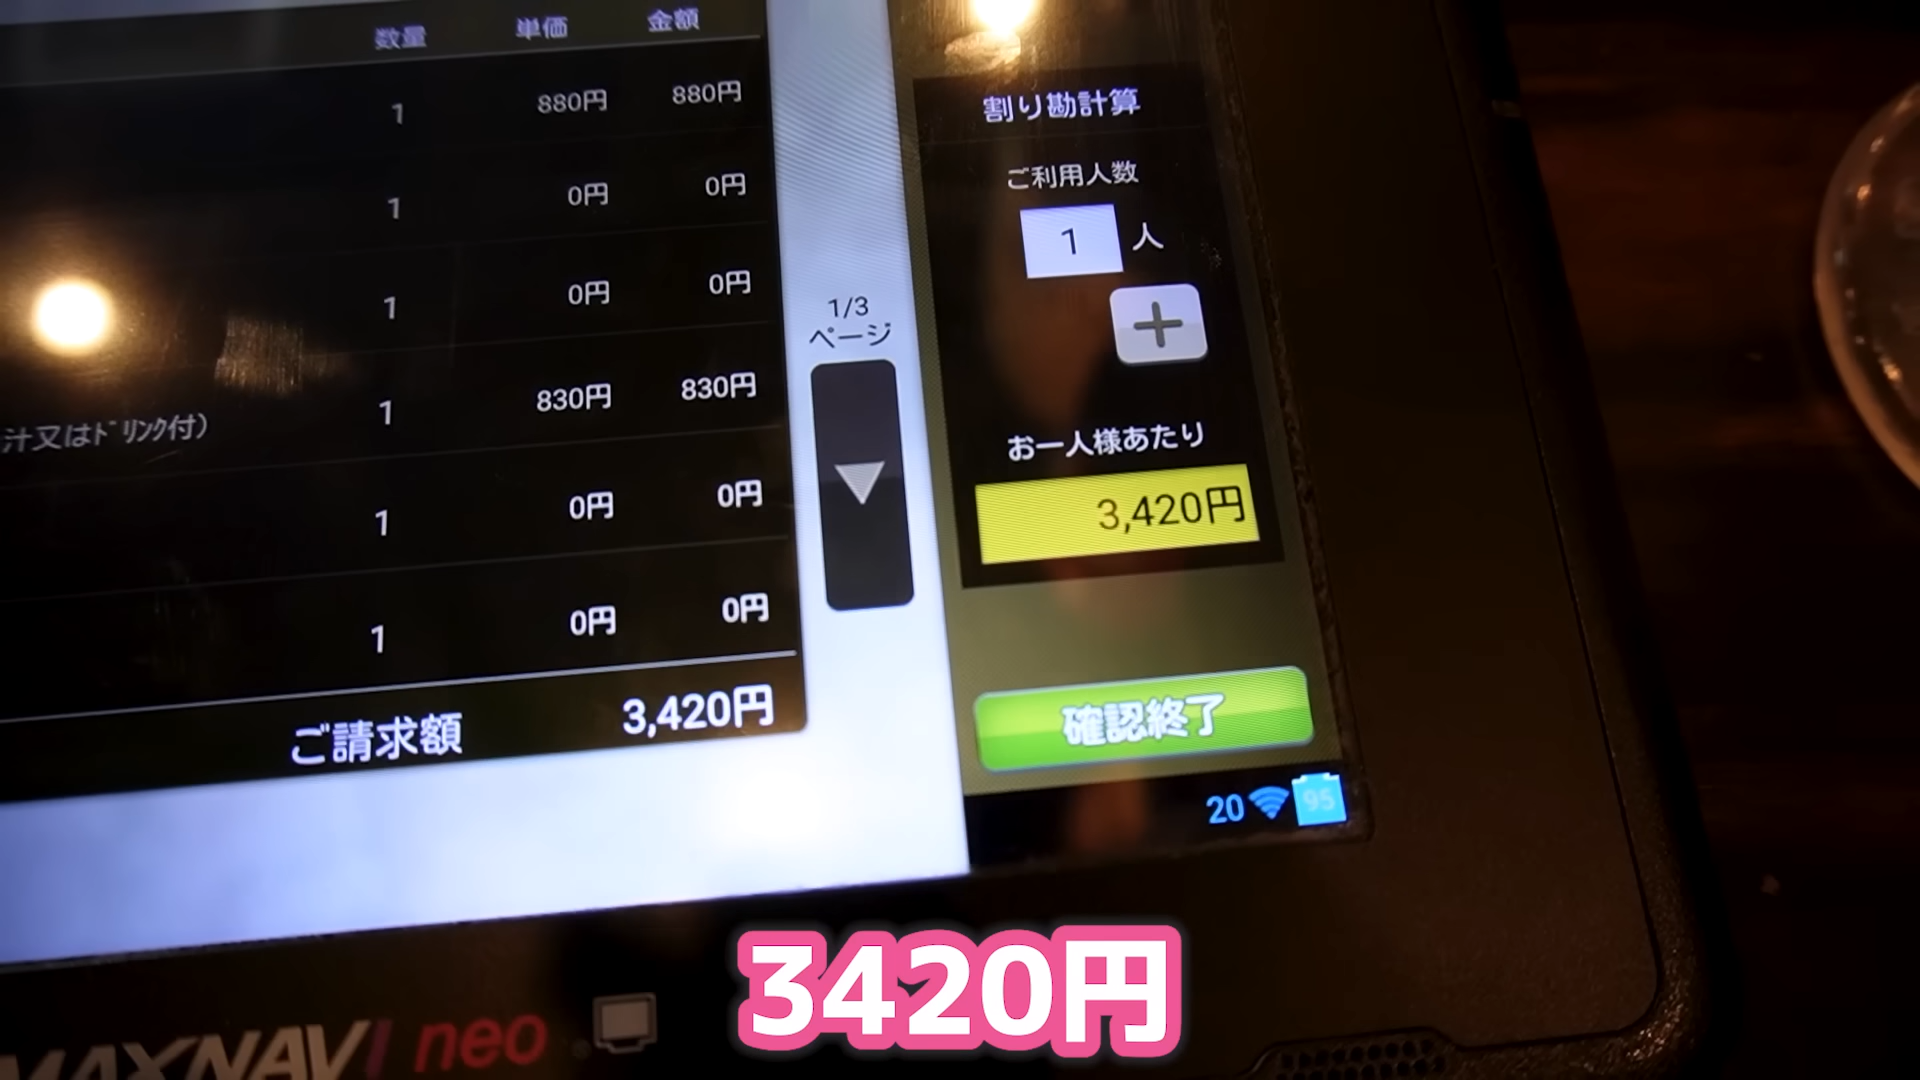 数量 単価 金額
1 880円 880円
1 0円 0円
1 0円 0円
1 830円 830円
汁又はﾄﾞﾘﾝｸ付)
1 0円 0円
1 0円 0円
ご請求額 3,420円
1/3
ページ
割り勘計算
ご利用人数
1 人
+
お一人様あたり
3,420円
確認終了
20 95
MAXNAVI neo
3420円